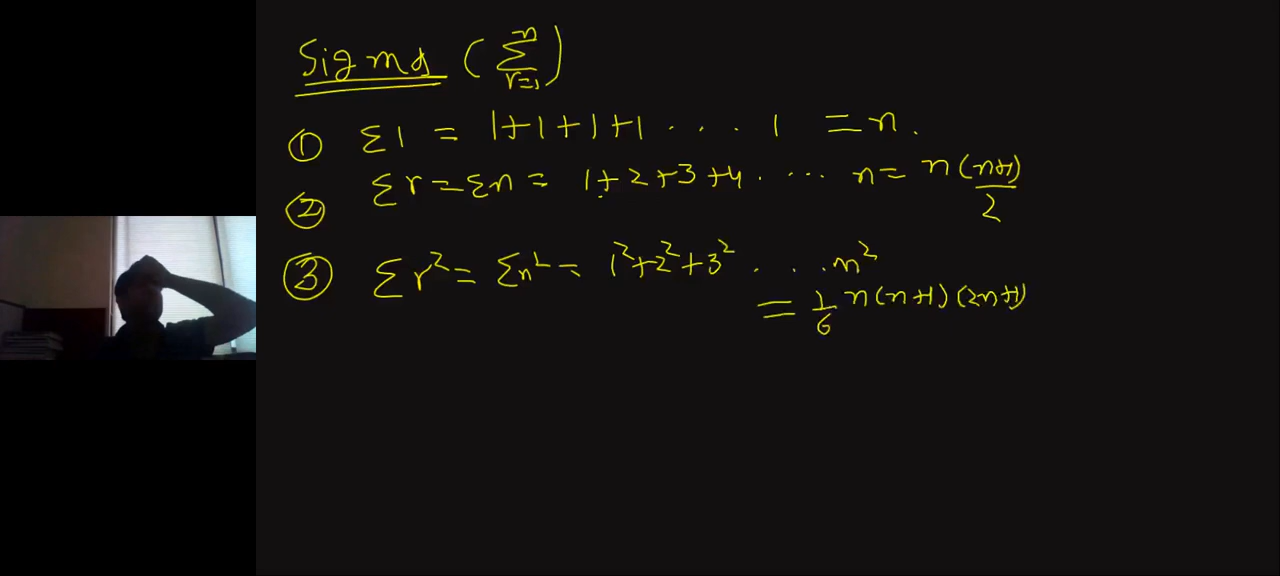 Sigma (∑ⁿᵣ₌₁)
① Σ1 = 1+1+1+1 . . . . 1 = n.
② Σr = Σn = 1+2+3+4 . ... n = n(n+1)/2
③ Σr² = Σn² = 1²+2²+3² . . . n²
= 1/6 n(n+1)(2n+1)